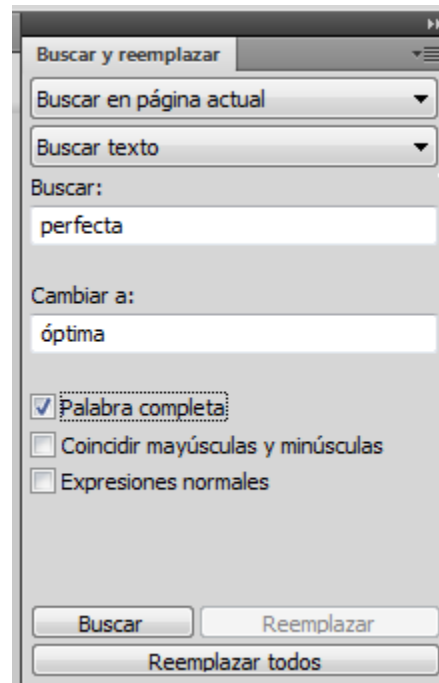 Buscar y reemplazar
Buscar en página actual
Buscar texto
Buscar:
perfecta
Cambiar a:
óptima
Palabra completa
Coincidir mayúsculas y minúsculas
Expresiones normales
Buscar Reemplazar
Reemplazar todos